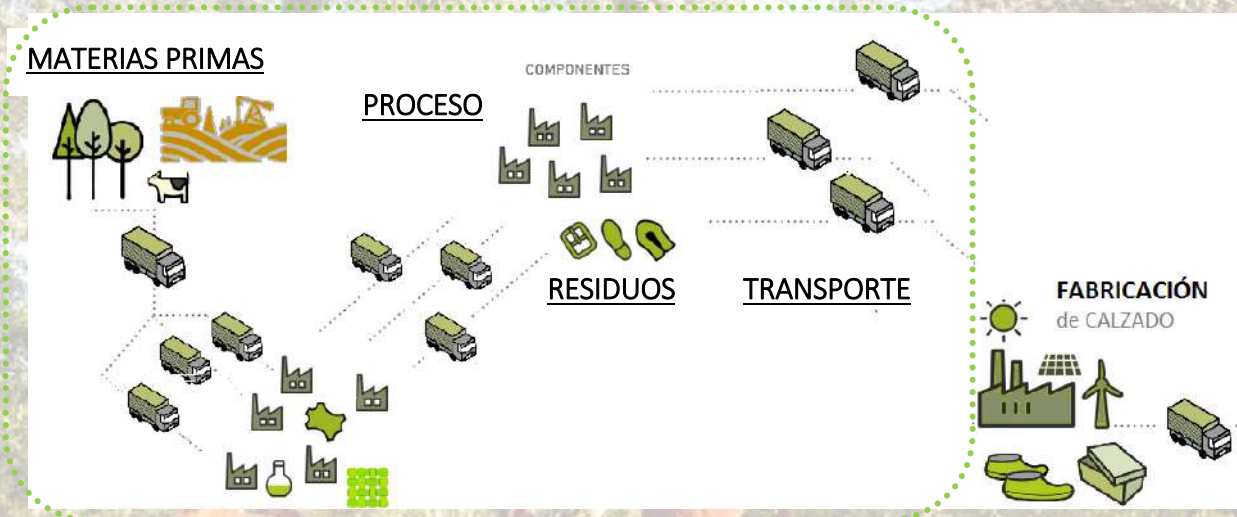 MATERIAS PRIMAS
COMPONENTES
PROCESO
RESIDUOS
TRANSPORTE
FABRICACIÓN
de CALZADO